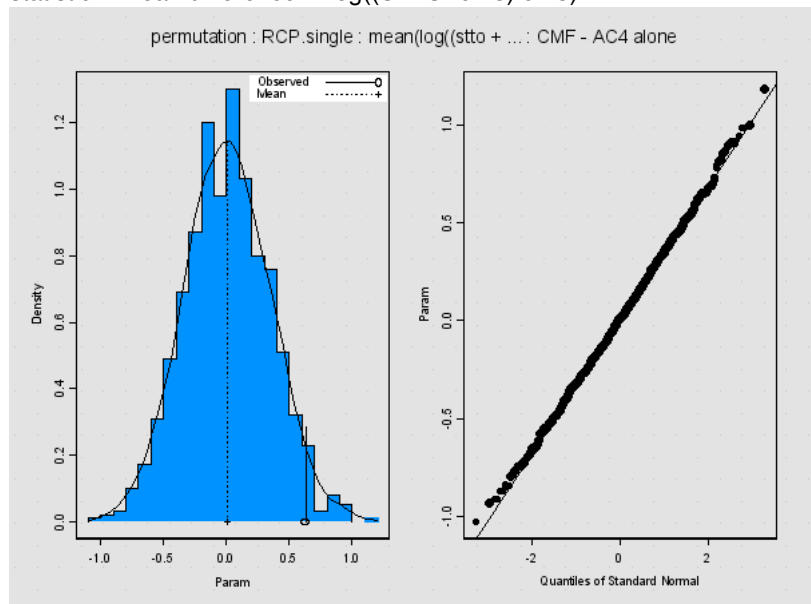 permutation : RCP.single : mean(log((stto + ... : CMF - AC4 alone
Observed
Mean
Density
0.0 0.2 0.4 0.6 0.8 1.0 1.2
-1.0 -0.5 0.0 0.5 1.0
Param
Param
-1.0 -0.5 0.0 0.5 1.0
-2 0 2
Quantiles of Standard Normal